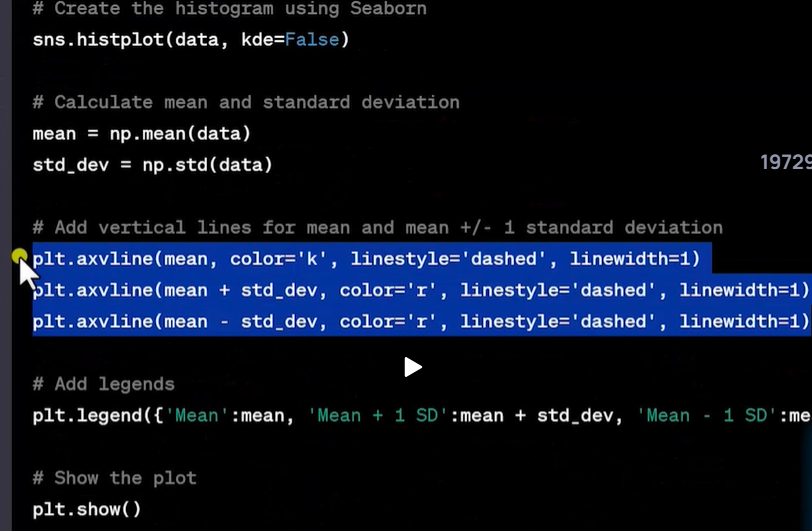 # Create the histogram using Seaborn
sns.histplot(data, kde=False)
# Calculate mean and standard deviation
mean = np.mean(data)
std_dev = np.std(data)
19729
# Add vertical lines for mean and mean +/- 1 standard deviation
plt.axvline(mean, color='k', linestyle='dashed', linewidth=1)
plt.axvline(mean + std_dev, color='r', linestyle='dashed', linewidth=1)
plt.axvline(mean - std_dev, color='r', linestyle='dashed', linewidth=1)
# Add legends
plt.legend({'Mean':mean, 'Mean + 1 SD':mean + std_dev, 'Mean - 1 SD':me
# Show the plot
plt.show()